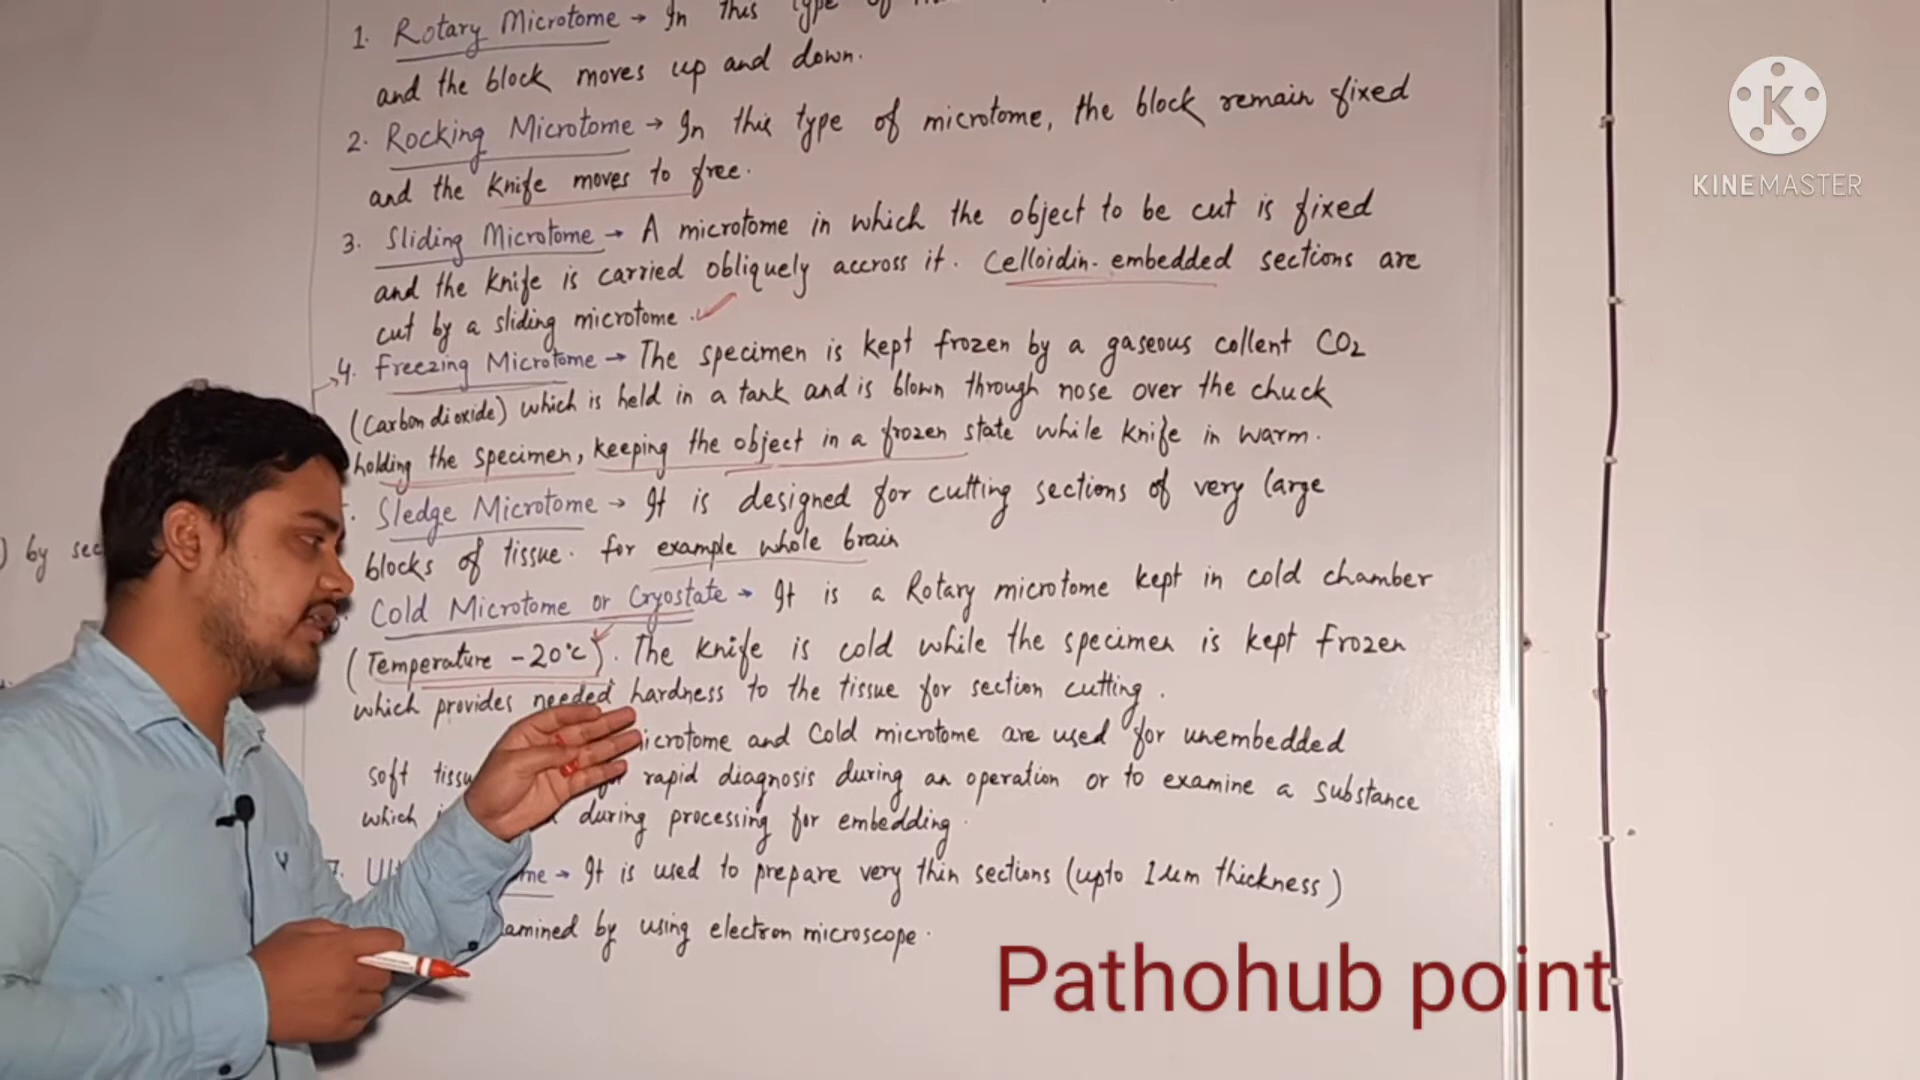 1. Rotary Microtome → In this type of
and the block moves up and down.
2. Rocking Microtome → In this type of microtome, the block remain fixed
and the knife moves to free.
3. Sliding Microtome → A microtome in which the object to be cut is fixed
and the knife is carried obliquely accross it. Celloidin-embedded sections are
cut by a sliding microtome.
4. Freezing Microtome → The specimen is kept frozen by a gaseous collent CO2
(Carbon dioxide) which is held in a tank and is blown through nose over the chuck
holding the specimen, keeping the object in a frozen state while knife in warm.
Sledge Microtome → It is designed for cutting sections of very large
blocks of tissue. for example whole brain
Cold Microtome or Cryostate → It is a Rotary microtome kept in cold chamber
(Temperature -20°C). The knife is cold while the specimen is kept frozen
which provides needed hardness to the tissue for section cutting.
icrotome and cold microtome are used for unembedded
soft tissu rapid diagnosis during an operation or to examine a substance
which during processing for embedding.
7. Ul me → It is used to prepare very thin sections (upto 1 um thickness)
amined by using electron microscope.
) by sec
KINEMASTER
Pathohub point